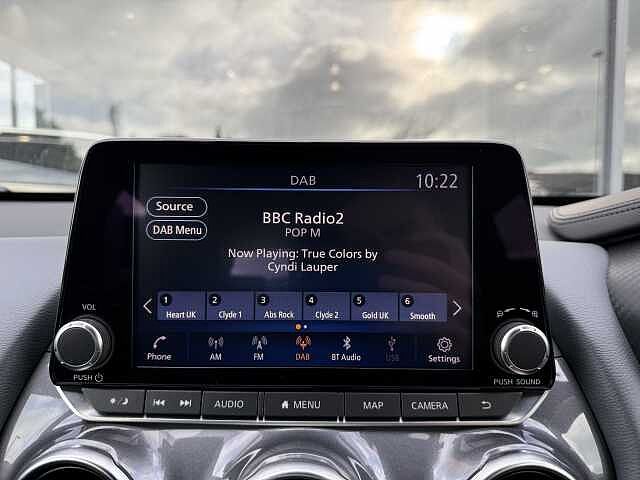 DAB
10:22
Source
DAB Menu
BBC Radio2
POP M
Now Playing: True Colors by
Cyndi Lauper
1 Heart UK
2 Clyde 1
3 Abs Rock
4 Clyde 2
5 Gold UK
6 Smooth
Phone
AM
FM
DAB
BT Audio
USB
Settings
VOL
PUSH
PUSH SOUND
AUDIO
MENU
MAP
CAMERA